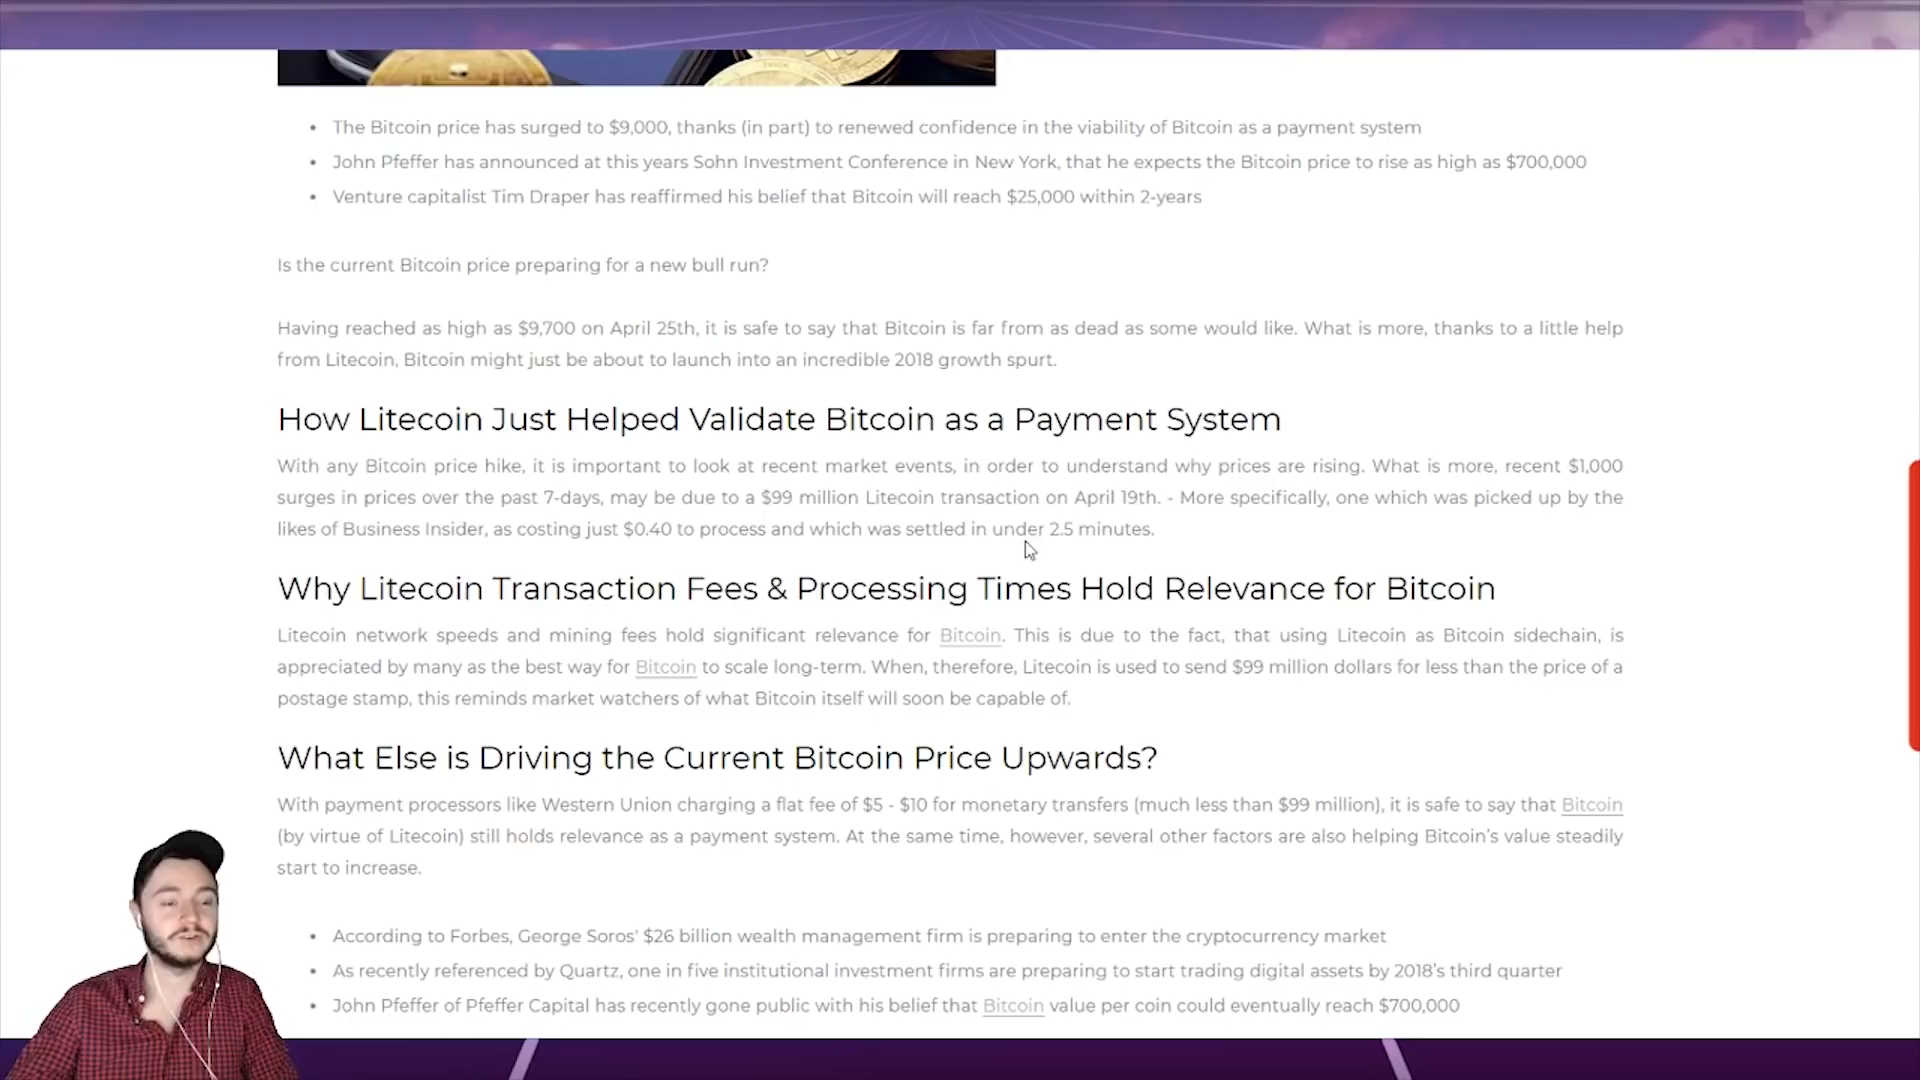 • The Bitcoin price has surged to $9,000, thanks (in part) to renewed confidence in the viability of Bitcoin as a payment system
• John Pfeffer has announced at this years Sohn Investment Conference in New York, that he expects the Bitcoin price to rise as high as $700,000
• Venture capitalist Tim Draper has reaffirmed his belief that Bitcoin will reach $25,000 within 2-years
Is the current Bitcoin price preparing for a new bull run?
Having reached as high as $9,700 on April 25th, it is safe to say that Bitcoin is far from as dead as some would like. What is more, thanks to a little help
from Litecoin, Bitcoin might just be about to launch into an incredible 2018 growth spurt.
How Litecoin Just Helped Validate Bitcoin as a Payment System
With any Bitcoin price hike, it is important to look at recent market events, in order to understand why prices are rising. What is more, recent $1,000
surges in prices over the past 7-days, may be due to a $99 million Litecoin transaction on April 19th. - More specifically, one which was picked up by the
likes of Business Insider, as costing just $0.40 to process and which was settled in under 2.5 minutes.
Why Litecoin Transaction Fees & Processing Times Hold Relevance for Bitcoin
Litecoin network speeds and mining fees hold significant relevance for Bitcoin. This is due to the fact, that using Litecoin as Bitcoin sidechain, is
appreciated by many as the best way for Bitcoin to scale long-term. When, therefore, Litecoin is used to send $99 million dollars for less than the price of a
postage stamp, this reminds market watchers of what Bitcoin itself will soon be capable of.
What Else is Driving the Current Bitcoin Price Upwards?
With payment processors like Western Union charging a flat fee of $5 - $10 for monetary transfers (much less than $99 million), it is safe to say that Bitcoin
(by virtue of Litecoin) still holds relevance as a payment system. At the same time, however, several other factors are also helping Bitcoin's value steadily
start to increase.
• According to Forbes, George Soros' $26 billion wealth management firm is preparing to enter the cryptocurrency market
• As recently referenced by Quartz, one in five institutional investment firms are preparing to start trading digital assets by 2018's third quarter
• John Pfeffer of Pfeffer Capital has recently gone public with his belief that Bitcoin value per coin could eventually reach $700,000